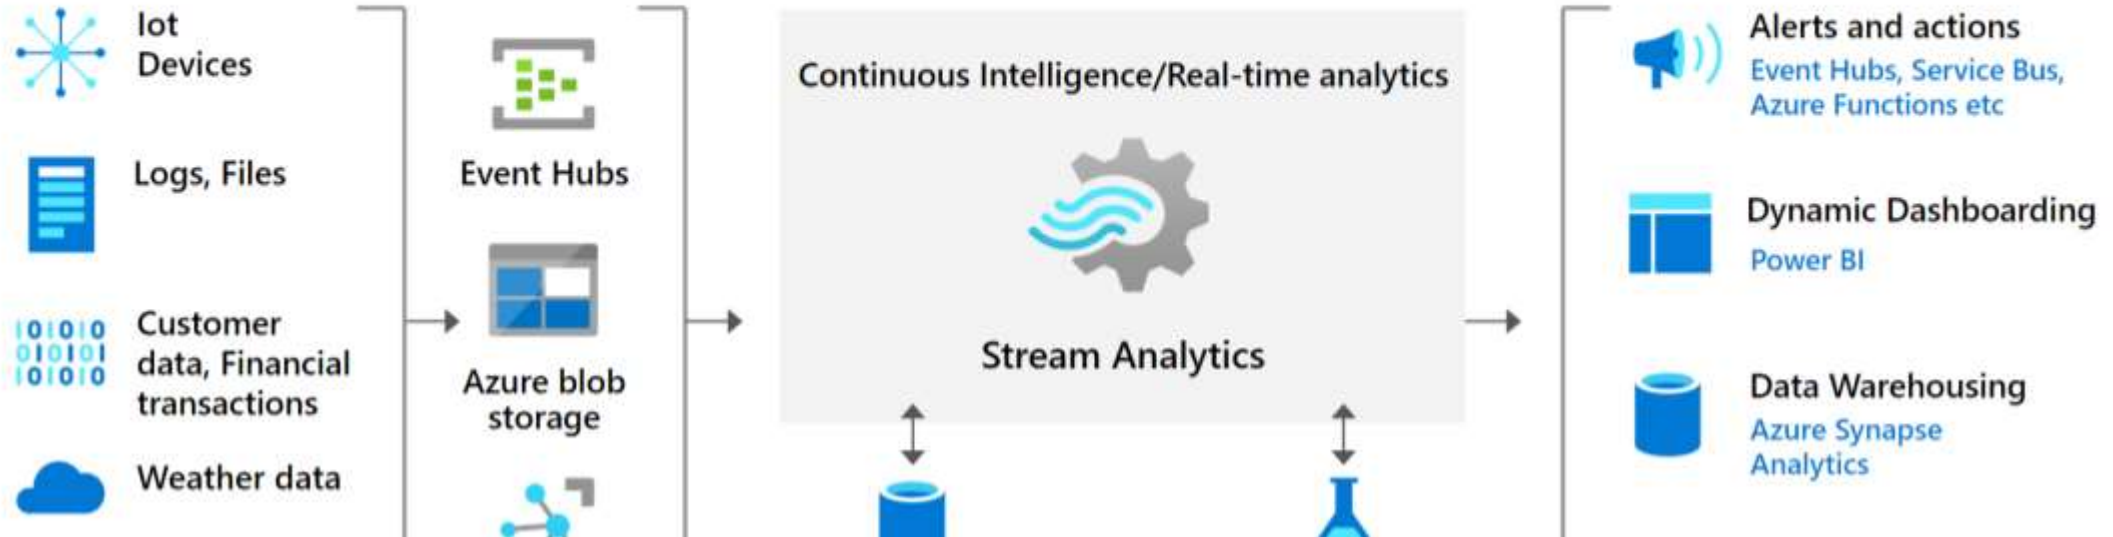 Iot
Devices
Logs, Files
Customer
data, Financial
transactions
Weather data
Event Hubs
Azure blob
storage
Continuous Intelligence/Real-time analytics
Stream Analytics
Alerts and actions
Event Hubs, Service Bus,
Azure Functions etc
Dynamic Dashboarding
Power BI
Data Warehousing
Azure Synapse
Analytics